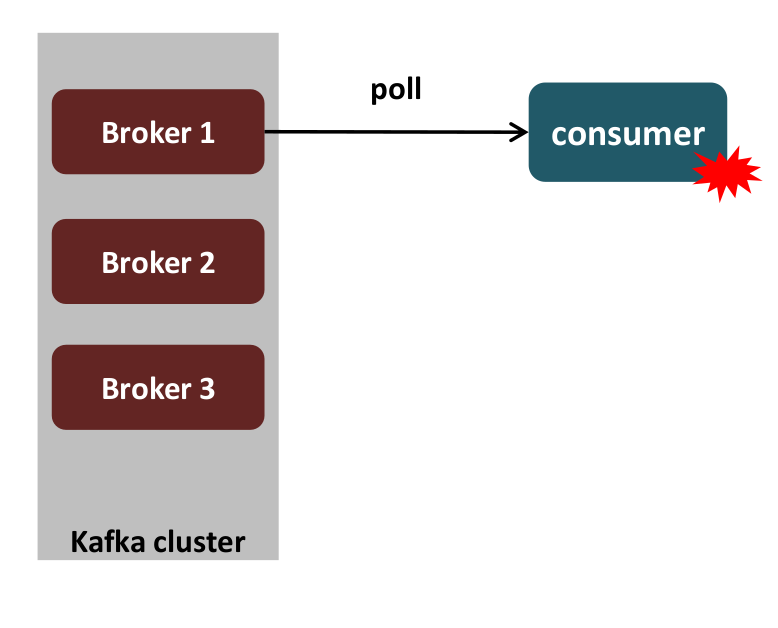 poll
Broker 1
consumer
Broker 2
Broker 3
Kafka cluster